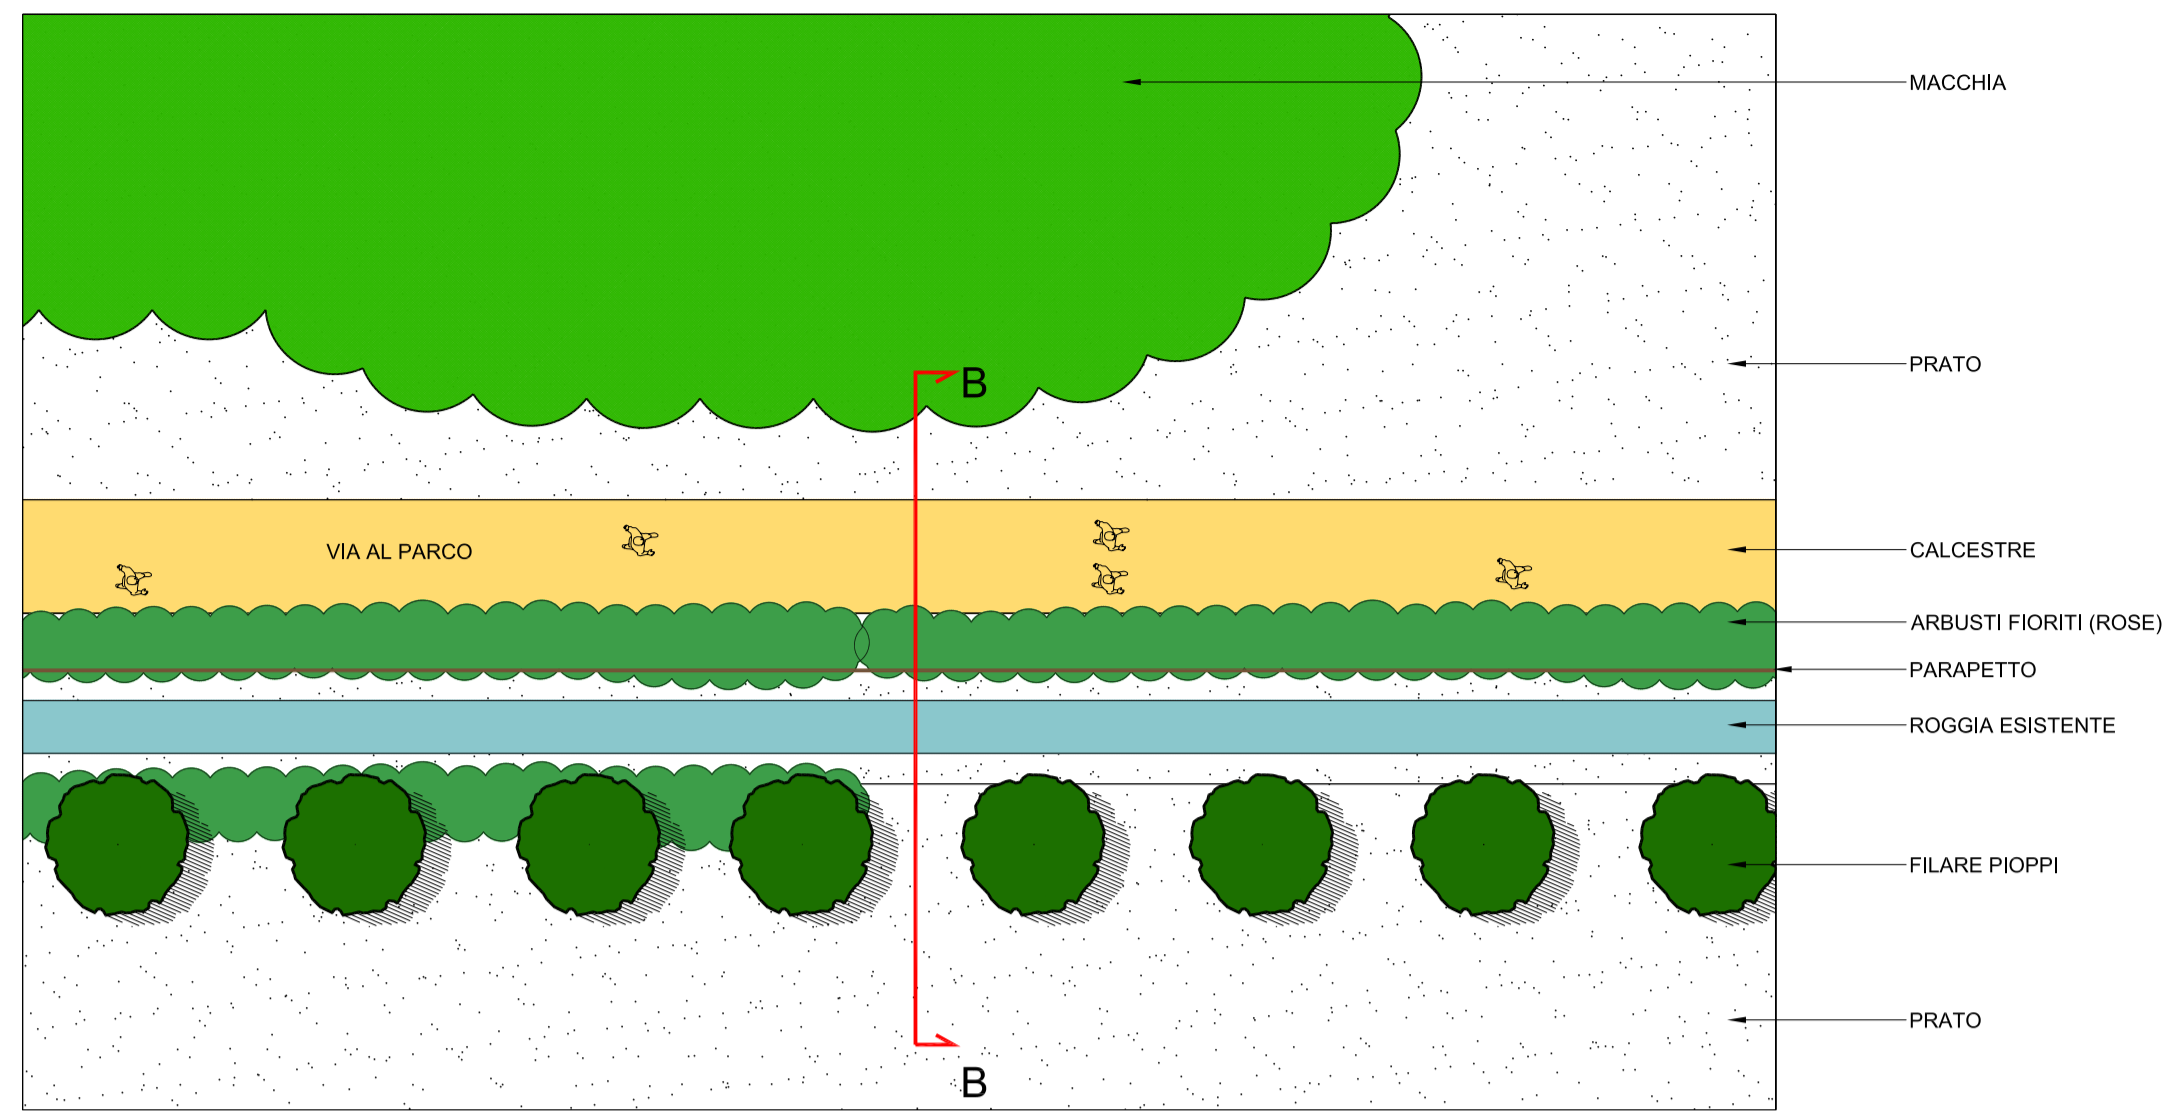 MACCHIA
PRATO
B
VIA AL PARCO
CALCESTRE
ARBUSTI FIORITI (ROSE)
PARAPETTO
ROGGIA ESISTENTE
FILARE PIOPPI
PRATO
B